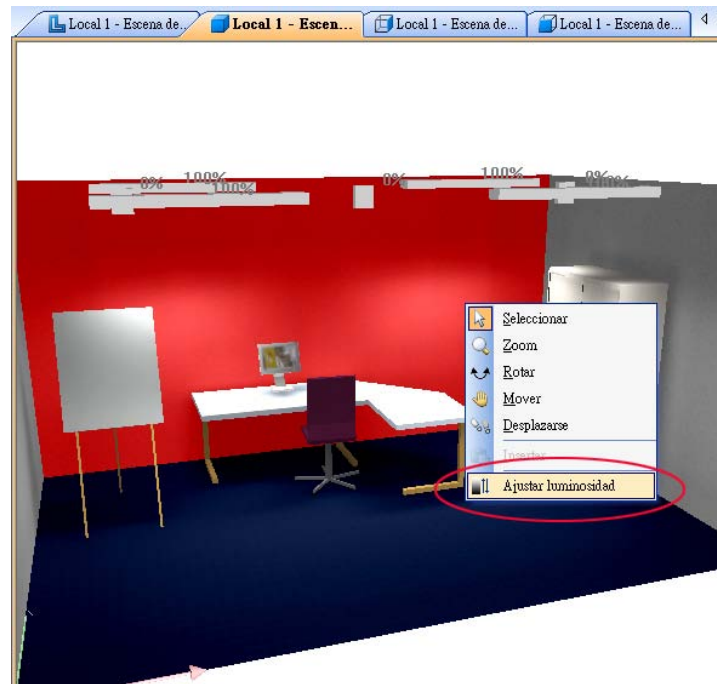 Local 1 - Escena de...
Local 1 - Escen...
Local 1 - Escena de...
Local 1 - Escena de...
0% 100% 100% 0% 100% 0%
Seleccionar
Zoom
Rotar
Mover
Desplazarse
Insertar
Ajustar luminosidad